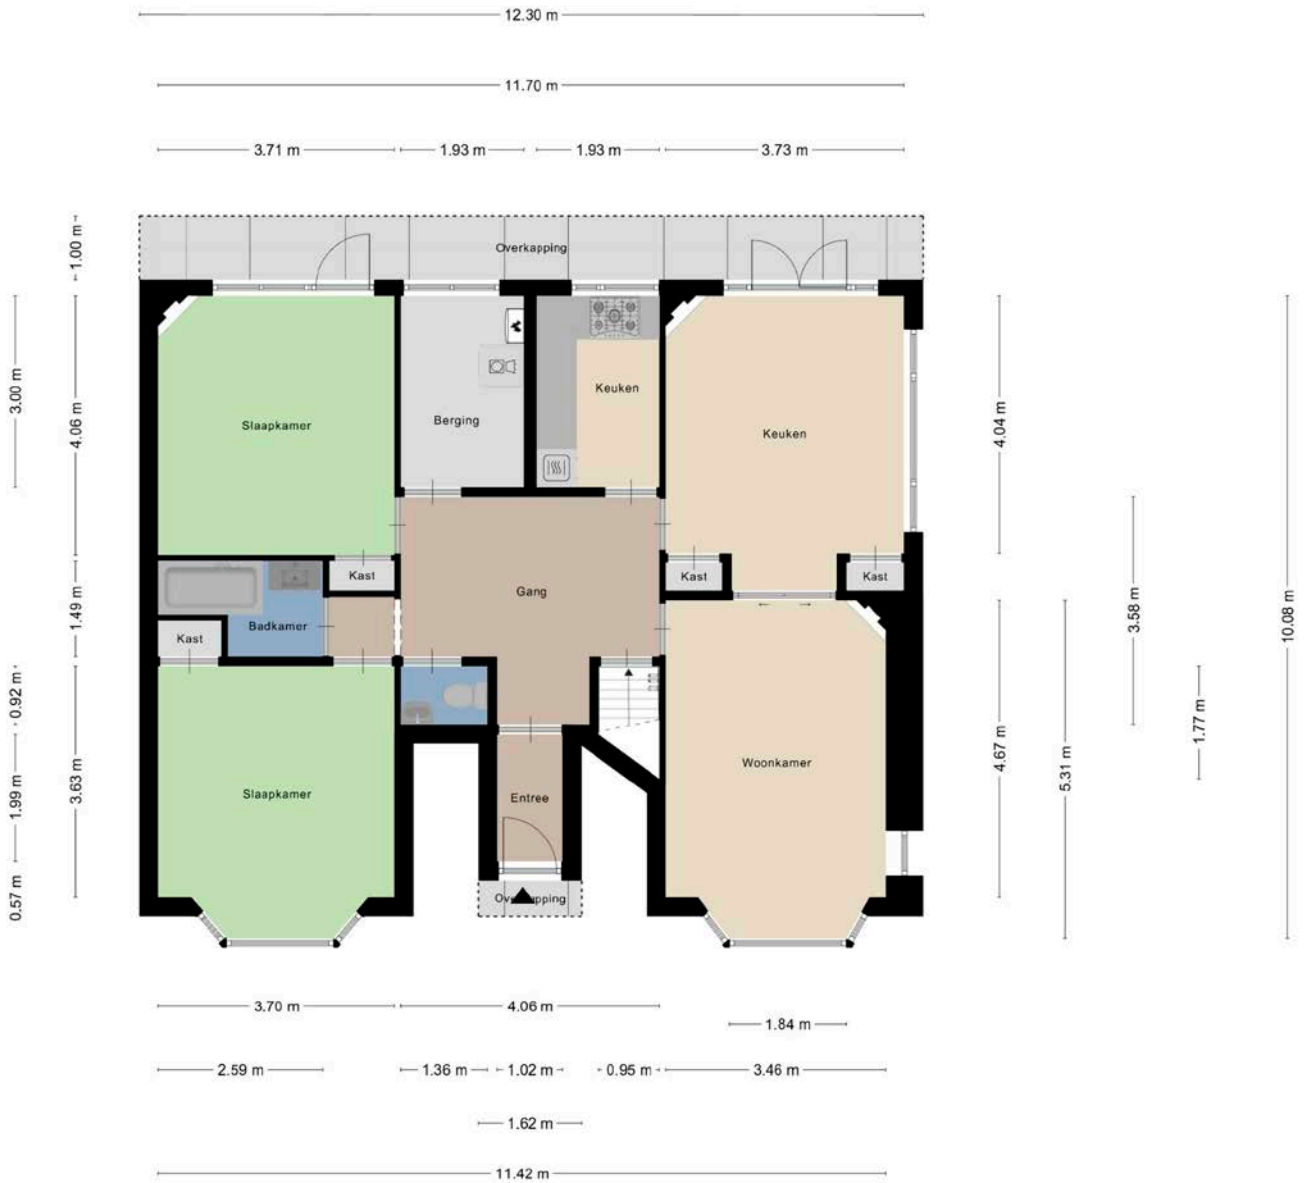 12.30 m
11.70 m
3.71 m 1.93 m 1.93 m 3.73 m
1.00 m
Overkapping
3.00 m
4.06 m
Slaapkamer
Berging
Keuken
Keuken
4.04 m
Kast
Kast
Kast
Gang
1.49 m
Badkamer
Kast
3.58 m
10.08 m
0.92 m
1.99 m
0.57 m
3.63 m
Slaapkamer
Entree
Overkapping
Woonkamer
4.67 m
5.31 m
1.77 m
3.70 m 4.06 m
1.84 m
2.59 m 1.36 m 1.02 m 0.95 m 3.46 m
1.62 m
11.42 m